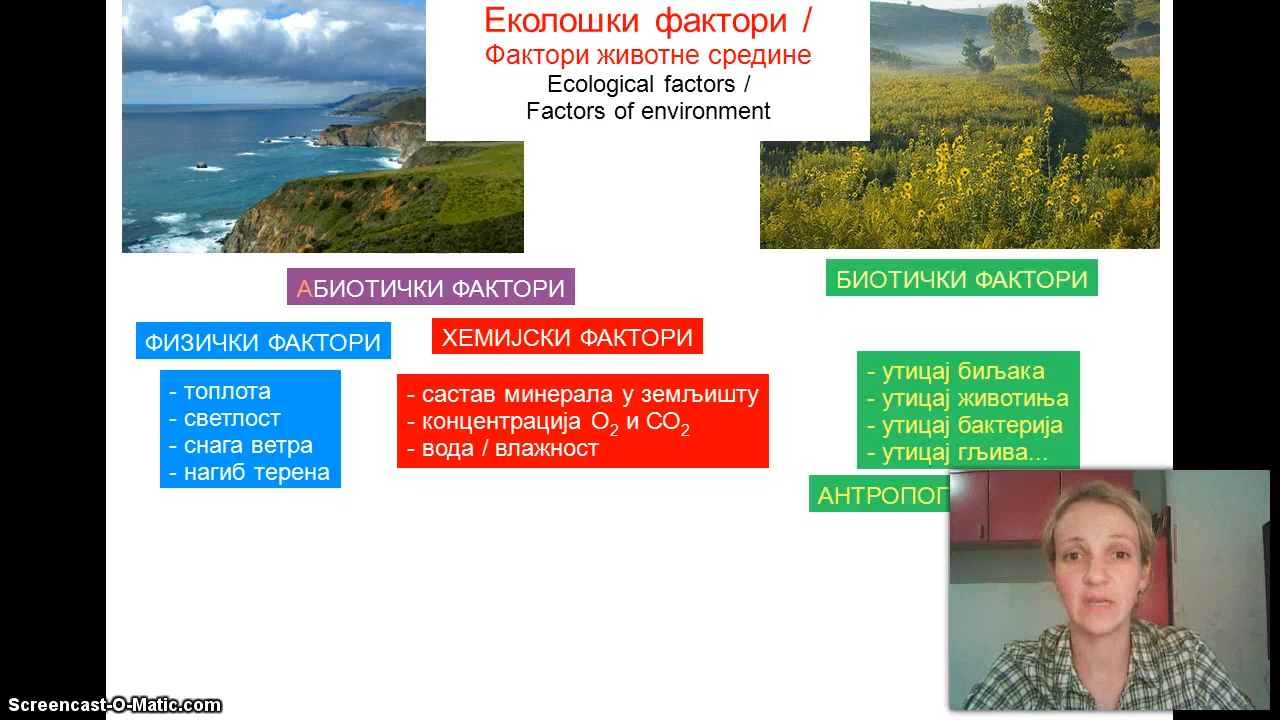 Еколошки фактори /
Фактори животне средине
Ecological factors /
Factors of environment
АБИОТИЧКИ ФАКТОРИ
БИОТИЧКИ ФАКТОРИ
ФИЗИЧКИ ФАКТОРИ
ХЕМИЈСКИ ФАКТОРИ
- топлота
- светлост
- снага ветра
- нагиб терена
- састав минерала у земљишту
- концентрација O₂ и CO₂
- вода / влажност
- утицај биљака
- утицај животиња
- утицај бактерија
- утицај гљива...
АНТРОПОГ
Screencast-O-Matic.com